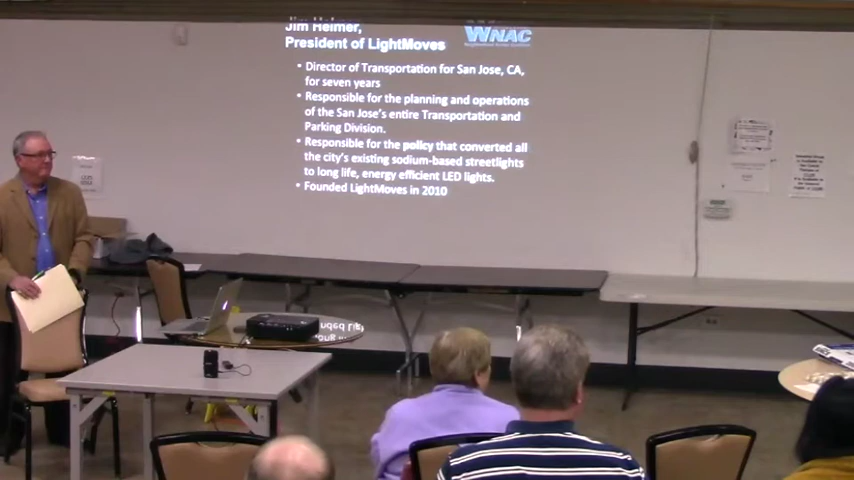 Jim Helmer,
President of LightMoves
WNAC
• Director of Transportation for San Jose, CA,
for seven years
• Responsible for the planning and operations
of the San Jose's entire Transportation and
Parking Division.
• Responsible for the policy that converted all
the city's existing sodium-based streetlights
to long life, energy efficient LED lights.
• Founded LightMoves in 2010